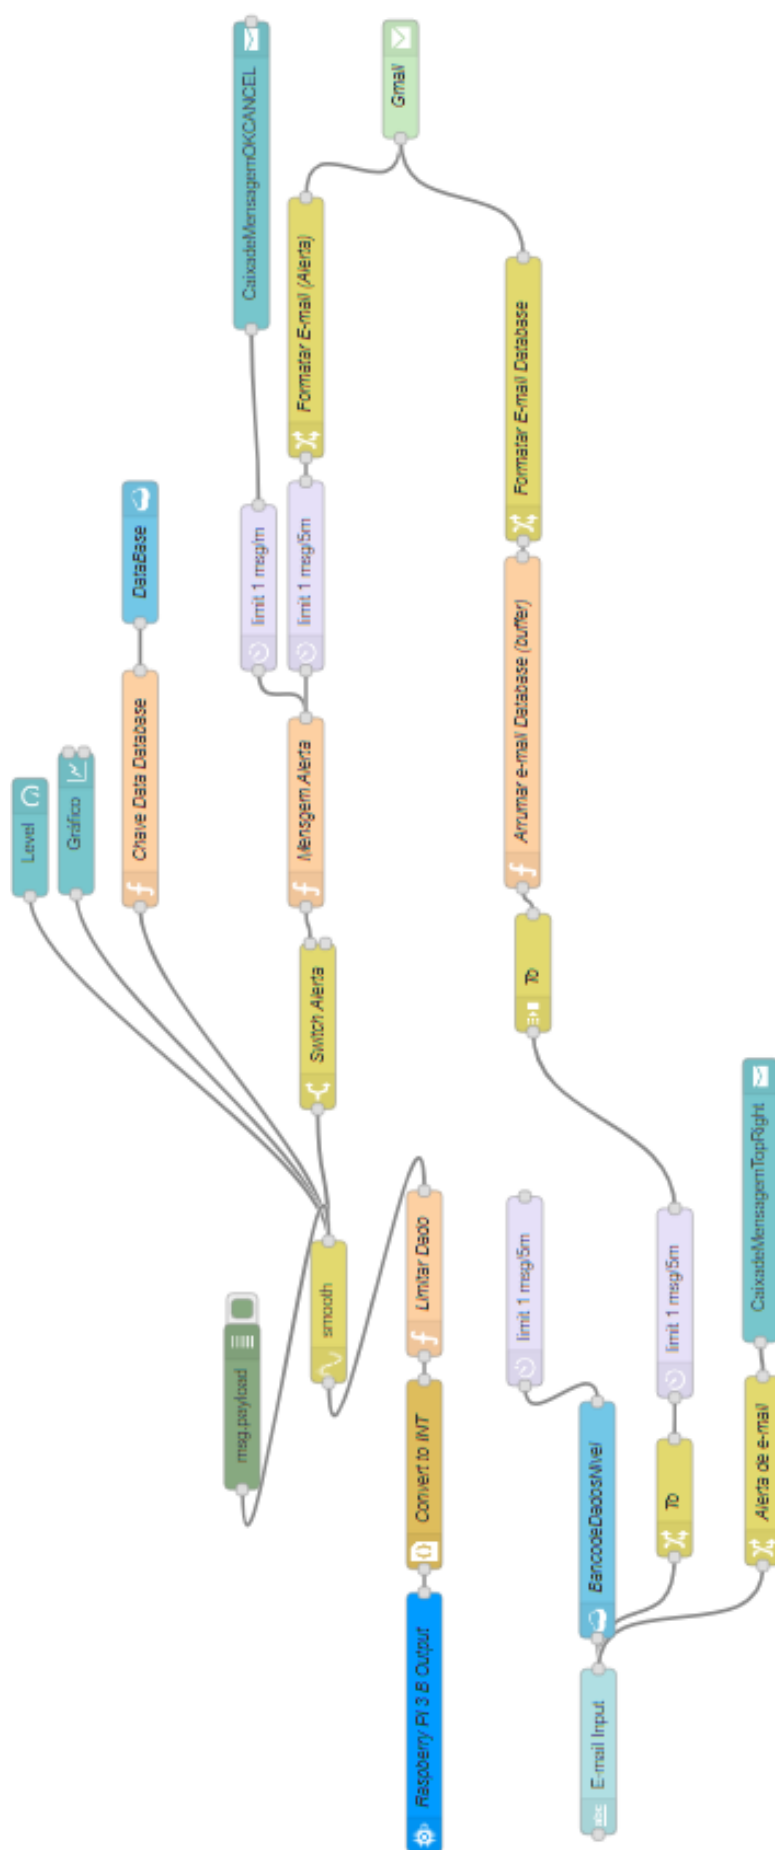 Raspberry PI 3 B Output
Convert to INT
Limitar Dado
smooth
msg.payload
Level
Gráfico
Chave Data Database
DataBase
Switch Alerta
Mensgem Alerta
limit 1 msg/m
CaixadeMensagemOKCANCEL
limit 1 msg/5m
Formatar E-mail (Alerta)
Gmail
abc
E-mail Input
BancodeDadosNivel
limit 1 msg/5m
To
limit 1 msg/5m
To
Arrumar e-mail Database (buffer)
Formatar E-mail Database
Alerta de e-mail
CaixadeMensagemTopRight